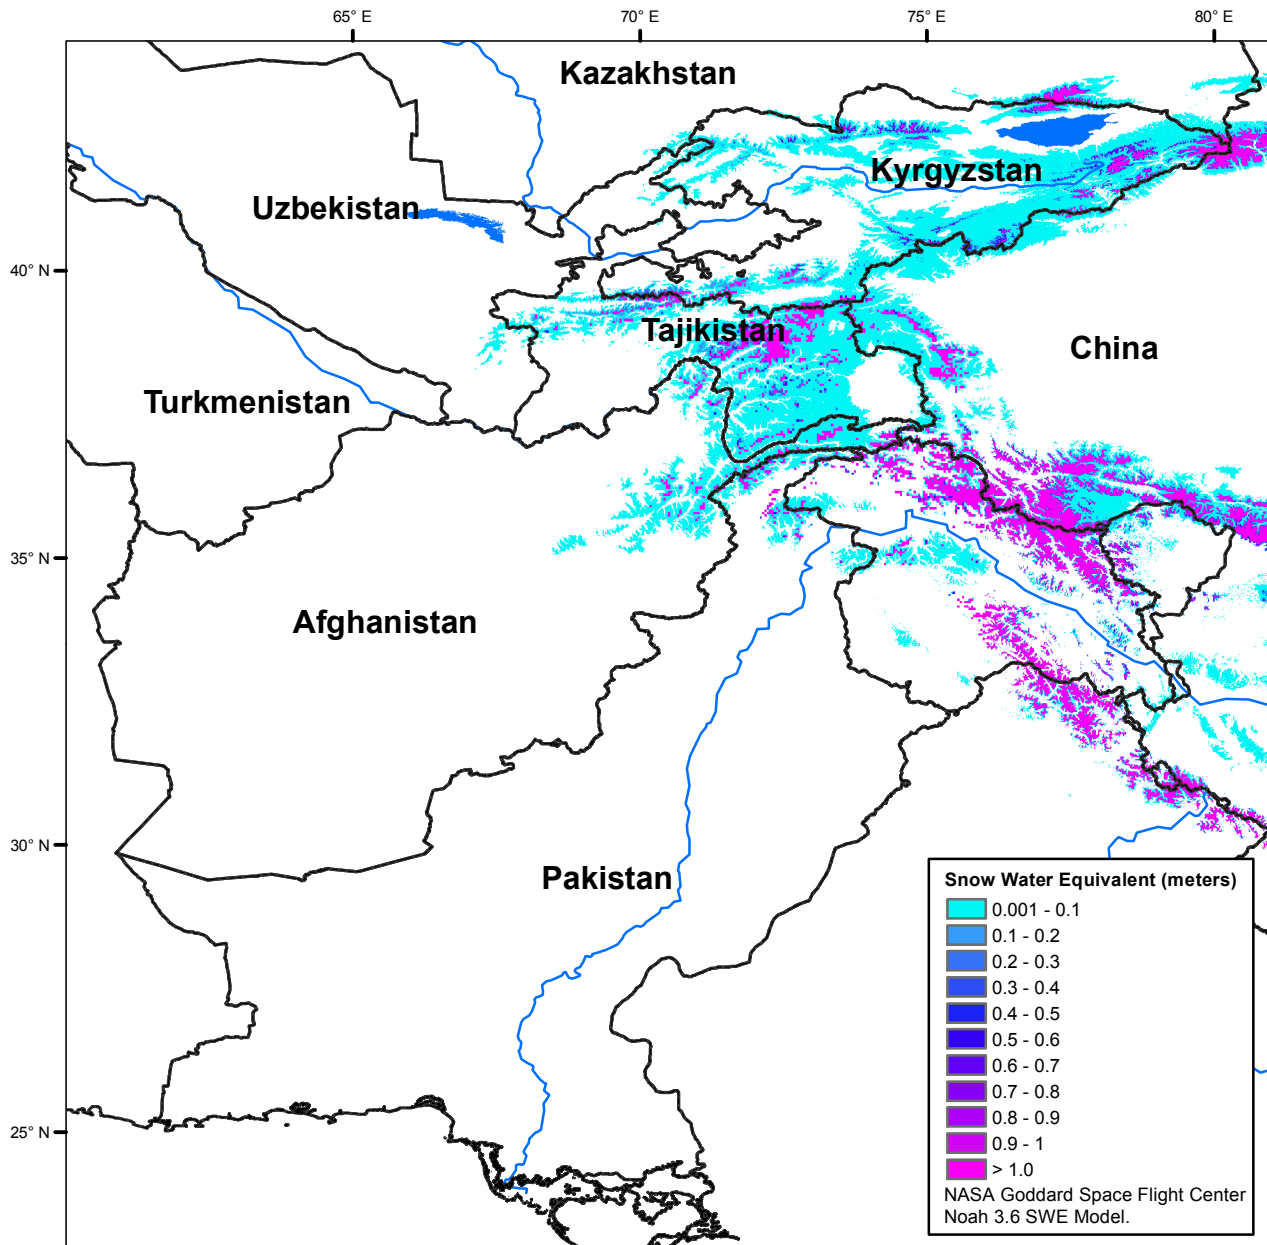 65° E
70° E
75° E
80° E
Kazakhstan
Kyrgyzstan
Uzbekistan
40° N
Tajikistan
China
Turkmenistan
35° N
Afghanistan
30° N
Pakistan
25° N
Snow Water Equivalent (meters)
0.001 - 0.1
0.1 - 0.2
0.2 - 0.3
0.3 - 0.4
0.4 - 0.5
0.5 - 0.6
0.6 - 0.7
0.7 - 0.8
0.8 - 0.9
0.9 - 1
> 1.0
NASA Goddard Space Flight Center
Noah 3.6 SWE Model.